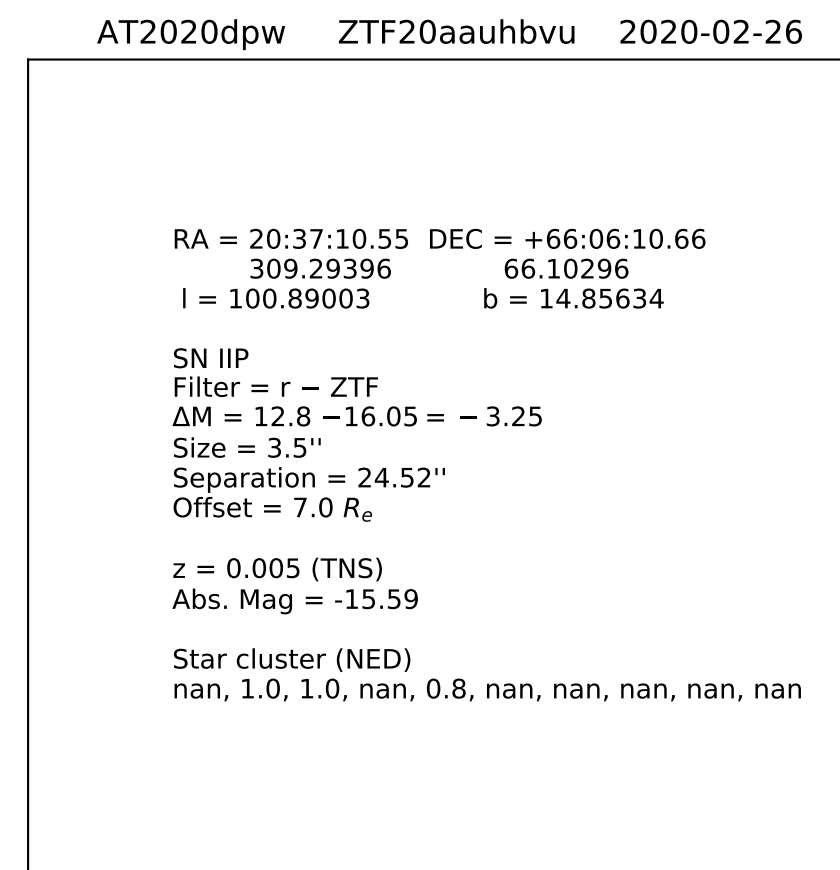 AT2020dpw ZTF20aauhbvu 2020-02-26
RA = 20:37:10.55 DEC = +66:06:10.66
309.29396 66.10296
l = 100.89003 b = 14.85634
SN IIP
Filter = r − ZTF
ΔM = 12.8 −16.05 = − 3.25
Size = 3.5''
Separation = 24.52''
Offset = 7.0 Re
z = 0.005 (TNS)
Abs. Mag = -15.59
Star cluster (NED)
nan, 1.0, 1.0, nan, 0.8, nan, nan, nan, nan, nan